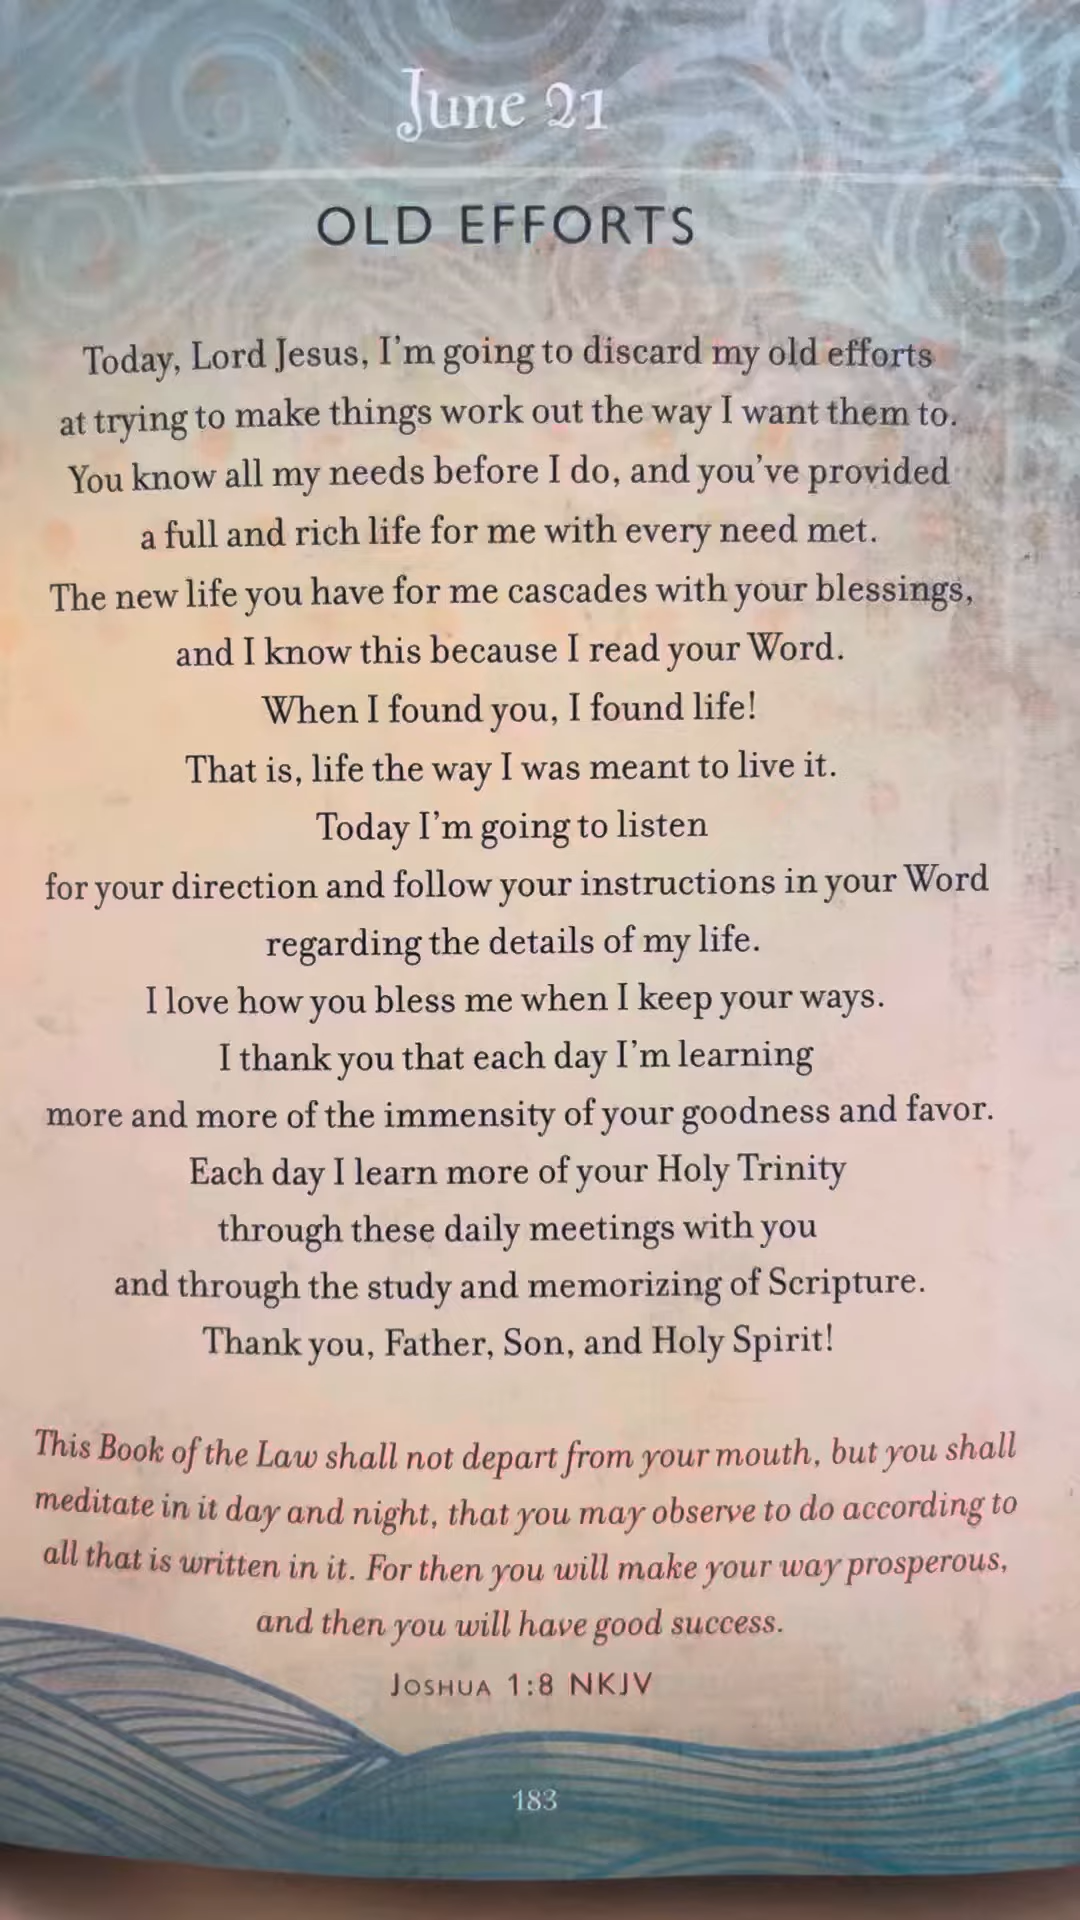 June 21
OLD EFFORTS
Today, Lord Jesus, I'm going to discard my old efforts
at trying to make things work out the way I want them to.
You know all my needs before I do, and you've provided
a full and rich life for me with every need met.
The new life you have for me cascades with your blessings,
and I know this because I read your Word.
When I found you, I found life!
That is, life the way I was meant to live it.
Today I'm going to listen
for your direction and follow your instructions in your Word
regarding the details of my life.
I love how you bless me when I keep your ways.
I thank you that each day I'm learning
more and more of the immensity of your goodness and favor.
Each day I learn more of your Holy Trinity
through these daily meetings with you
and through the study and memorizing of Scripture.
Thank you, Father, Son, and Holy Spirit!
This Book of the Law shall not depart from your mouth, but you shall
meditate in it day and night, that you may observe to do according to
all that is written in it. For then you will make your way prosperous,
and then you will have good success.
JOSHUA 1:8 NKJV
183